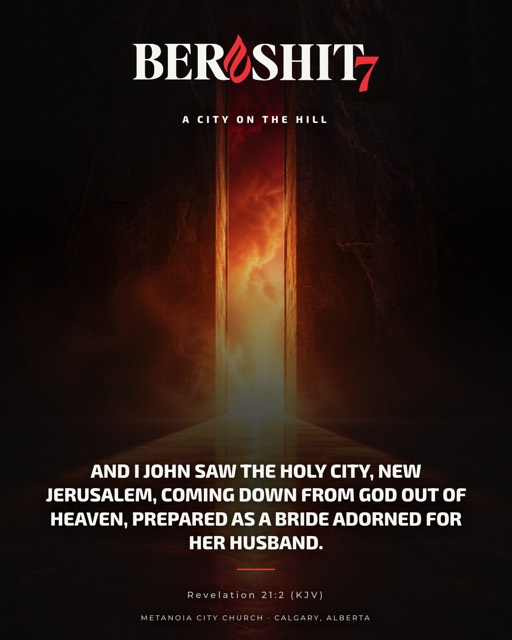 BERSHIT7
A CITY ON THE HILL
AND I JOHN SAW THE HOLY CITY, NEW
JERUSALEM, COMING DOWN FROM GOD OUT OF
HEAVEN, PREPARED AS A BRIDE ADORNED FOR
HER HUSBAND.
Revelation 21:2 (KJV)
METANOIA CITY CHURCH · CALGARY, ALBERTA